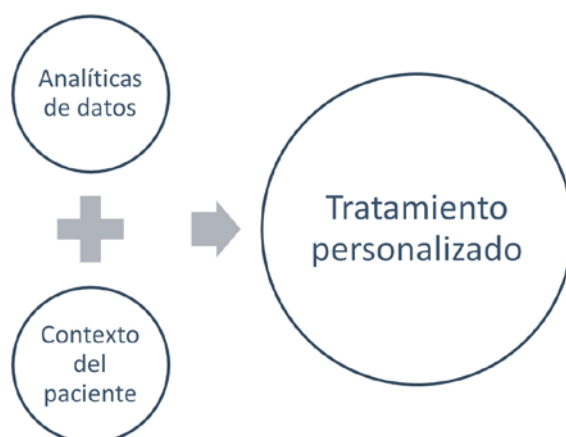 Analíticas
de datos
Contexto
del
paciente
Tratamiento
personalizado